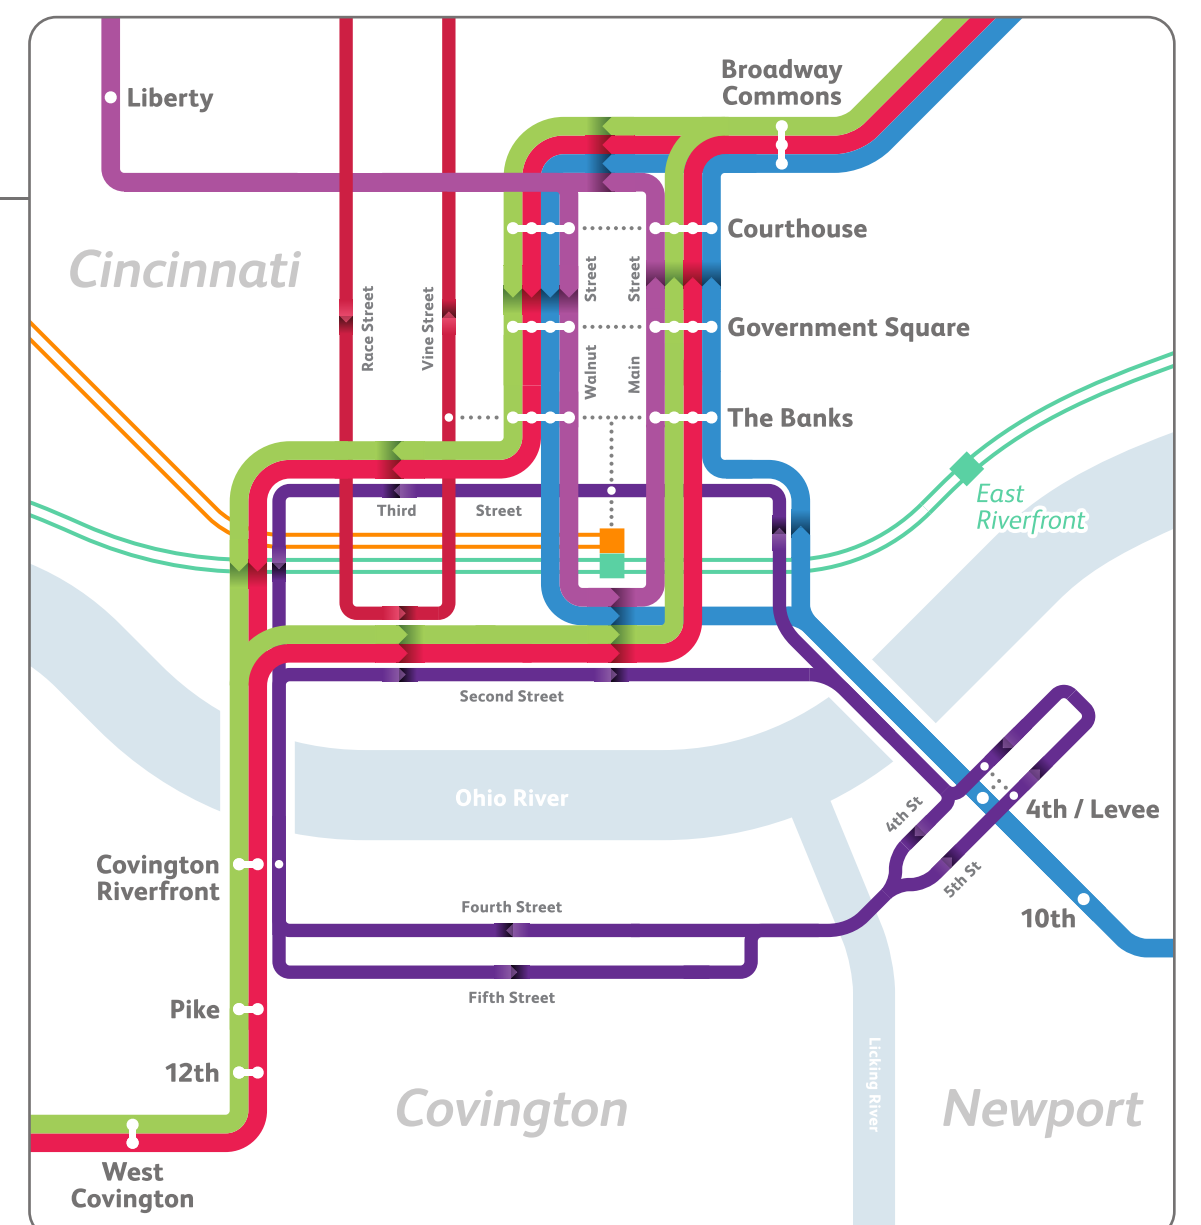 Broadway
Commons
Liberty
Courthouse
Cincinnati
Street
Street
Race Street
Vine Street
Government Square
Walnut
Main
The Banks
East
Riverfront
Third
Street
Second Street
Ohio River
4th St
4th / Levee
Covington
Riverfront
5th St
Fourth Street
10th
Fifth Street
Pike
Licking River
12th
Covington
Newport
West
Covington